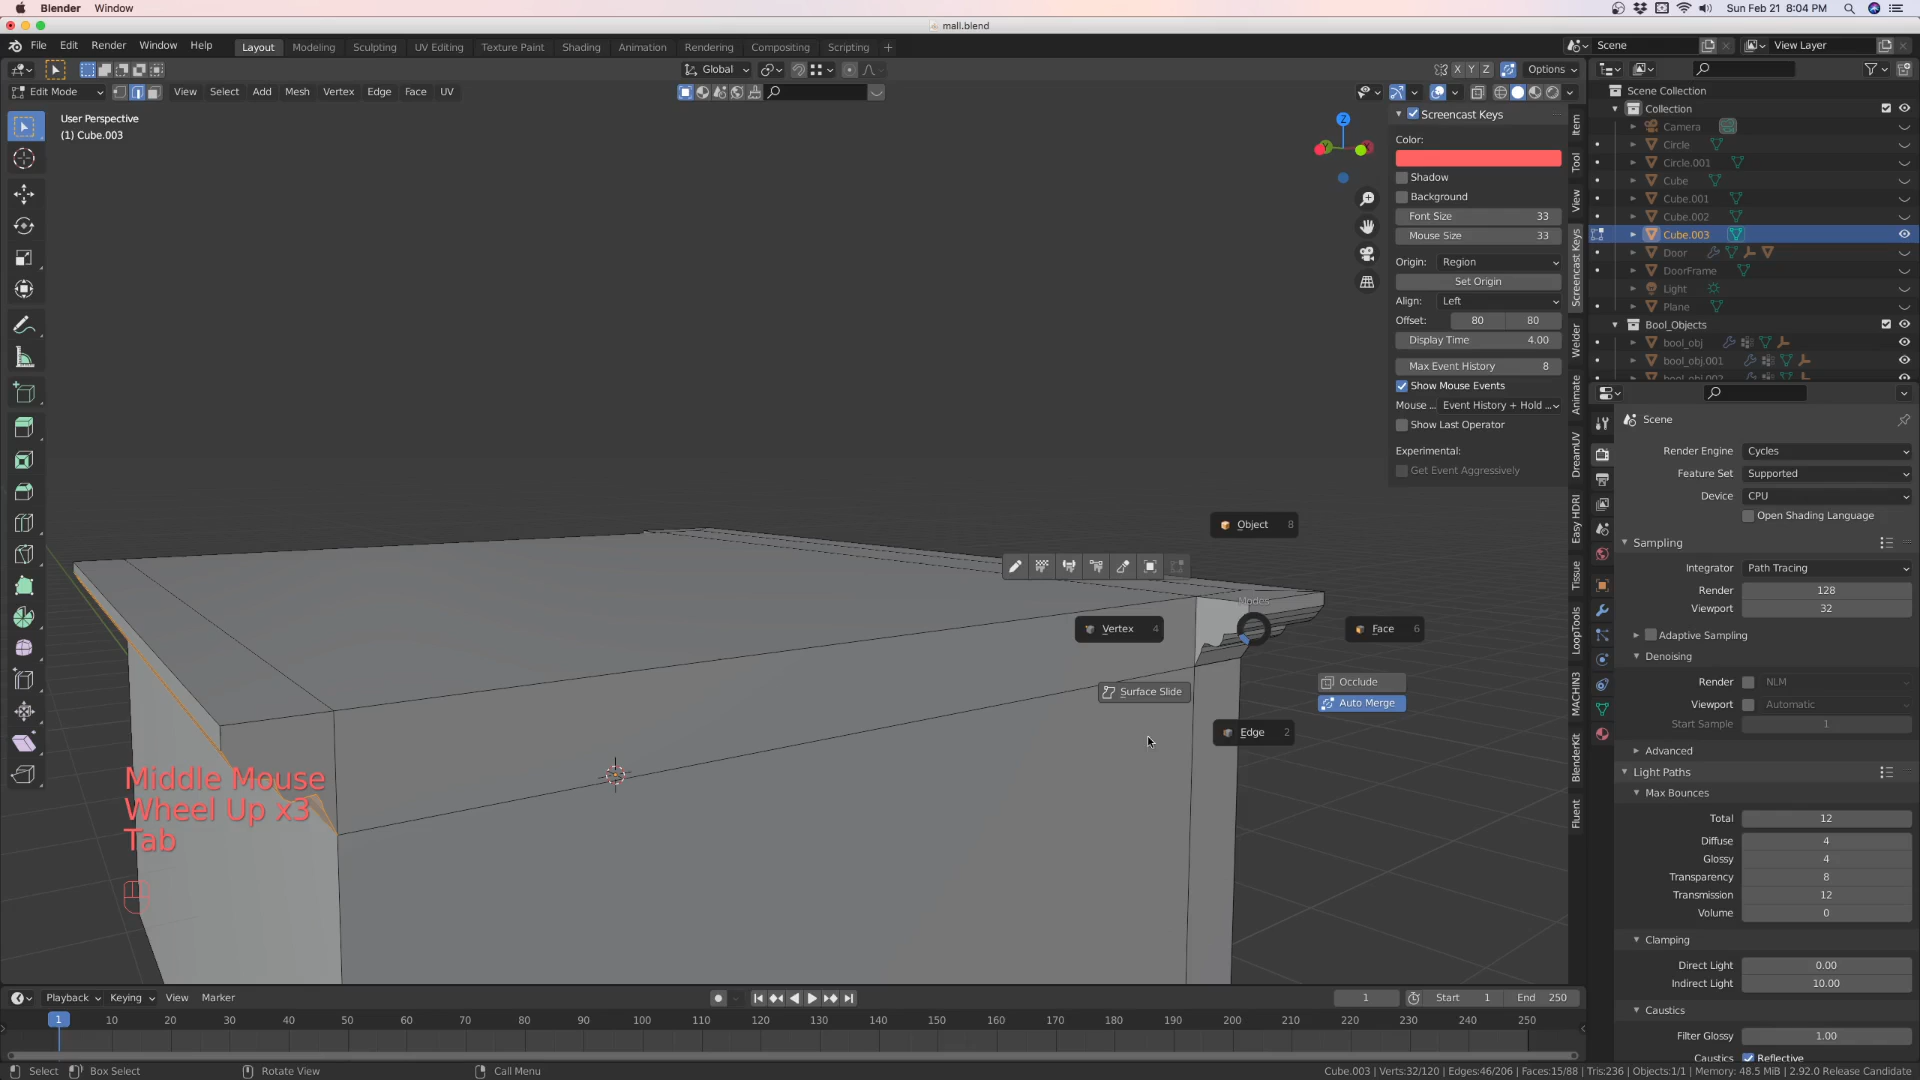 Blender Window
Sun Feb 21 8:04 PM
mall.blend
File Edit Render Window Help Layout Modeling Sculpting UV Editing Texture Paint Shading Animation Rendering Compositing Scripting + Scene View Layer
Global X Y Z Options
Edit Mode View Select Add Mesh Vertex Edge Face UV
User Perspective
(1) Cube.003
Z
Screencast Keys
Color:
Shadow
Background
Font Size 33
Mouse Size 33
Origin: Region
Set Origin
Align: Left
Offset: 80 80
Display Time 4.00
Max Event History 8
Show Mouse Events
Mouse ... Event History + Hold ...
Show Last Operator
Experimental:
Get Event Aggressively
Item
Tool
View
Screencast Keys
Welder
Animate
DreamUV
Easy HDRI
Tissue
LoopTools
MACHIN3
BlenderKit
Fluent
Scene Collection
Collection
Camera
Circle
Circle.001
Cube
Cube.001
Cube.002
Cube.003
Door
DoorFrame
Light
Plane
Bool_Objects
bool_obj
bool_obj.001
bool_obj.002
Scene
Render Engine Cycles
Feature Set Supported
Device CPU
Open Shading Language
Sampling
Integrator Path Tracing
Render 128
Viewport 32
Adaptive Sampling
Denoising
Render NLM
Viewport Automatic
Start Sample 1
Advanced
Light Paths
Max Bounces
Total 12
Diffuse 4
Glossy 4
Transparency 8
Transmission 12
Volume 0
Clamping
Direct Light 0.00
Indirect Light 10.00
Caustics
Filter Glossy 1.00
Caustics Reflective
Object 8
Modes
Vertex 4
Face 6
Surface Slide
Occlude
Auto Merge
Edge 2
Middle Mouse
Wheel Up x3
Tab
Playback Keying View Marker
1 Start 1 End 250
1 10 20 30 40 50 60 70 80 90 100 110 120 130 140 150 160 170 180 190 200 210 220 230 240 250
Select Box Select Rotate View Call Menu
Cube.003 | Verts:32/120 | Edges:46/206 | Faces:15/88 | Tris:236 | Objects:1/1 | Memory: 48.5 MiB | 2.92.0 Release Candidate